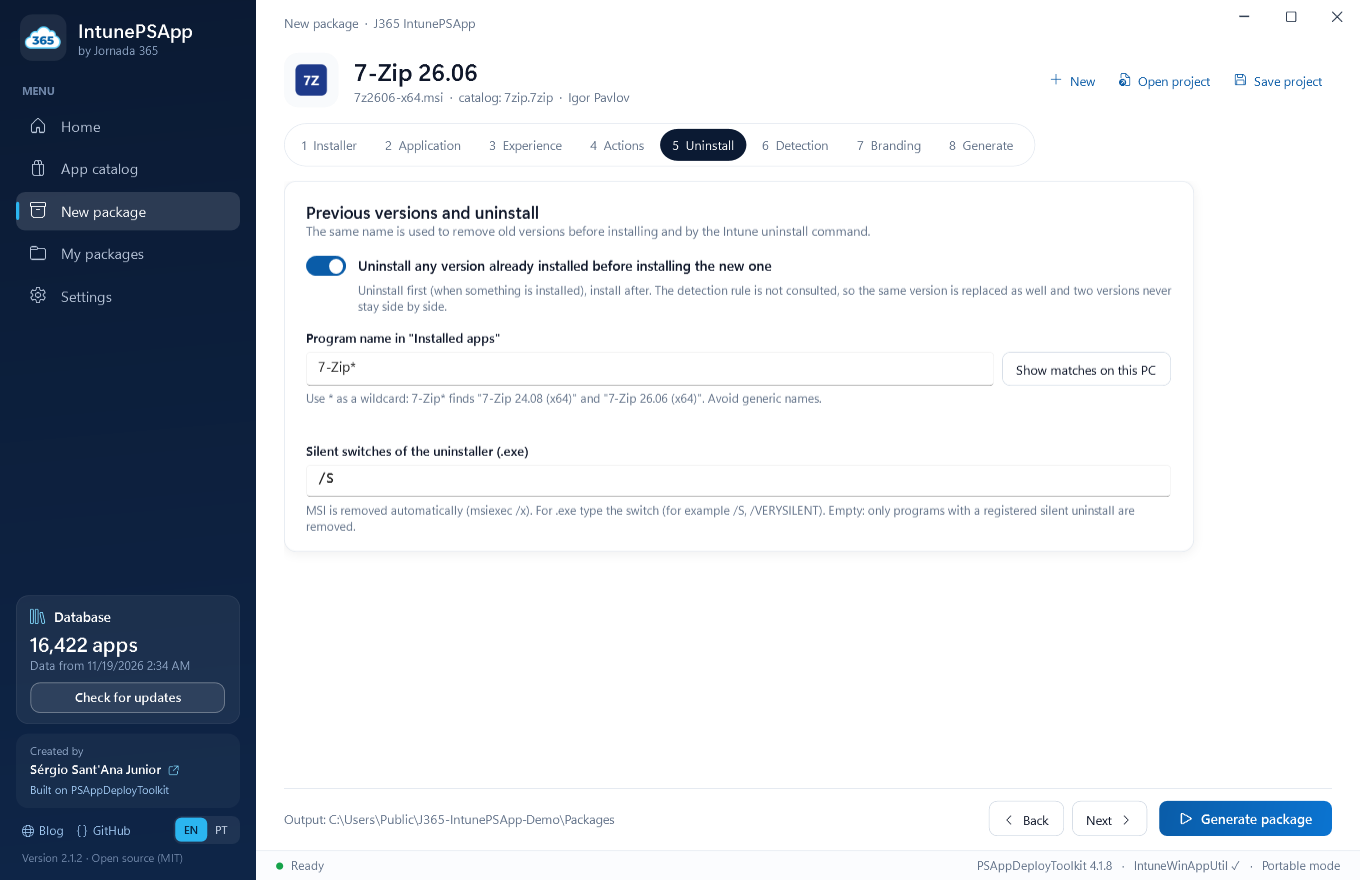 365
IntunePSApp
by Jornada 365
MENU
Home
App catalog
New package
My packages
Settings
Database
16,422 apps
Data from 11/19/2026 2:34 AM
Check for updates
Created by
Sérgio Sant'Ana Junior
Built on PSAppDeployToolkit
Blog
{} GitHub
EN
PT
Version 2.1.2 · Open source (MIT)
New package · J365 IntunePSApp
7Z
7-Zip 26.06
7z2606-x64.msi · catalog: 7zip.7zip · Igor Pavlov
New
Open project
Save project
1 Installer
2 Application
3 Experience
4 Actions
5 Uninstall
6 Detection
7 Branding
8 Generate
Previous versions and uninstall
The same name is used to remove old versions before installing and by the Intune uninstall command.
Uninstall any version already installed before installing the new one
Uninstall first (when something is installed), install after. The detection rule is not consulted, so the same version is replaced as well and two versions never
stay side by side.
Program name in "Installed apps"
7-Zip*
Show matches on this PC
Use * as a wildcard: 7-Zip* finds "7-Zip 24.08 (x64)" and "7-Zip 26.06 (x64)". Avoid generic names.
Silent switches of the uninstaller (.exe)
/S
MSI is removed automatically (msiexec /x). For .exe type the switch (for example /S, /VERYSILENT). Empty: only programs with a registered silent uninstall are
removed.
Output: C:\Users\Public\J365-IntunePSApp-Demo\Packages
Back
Next
Generate package
Ready
PSAppDeployToolkit 4.1.8 · IntuneWinAppUtil ✓ · Portable mode